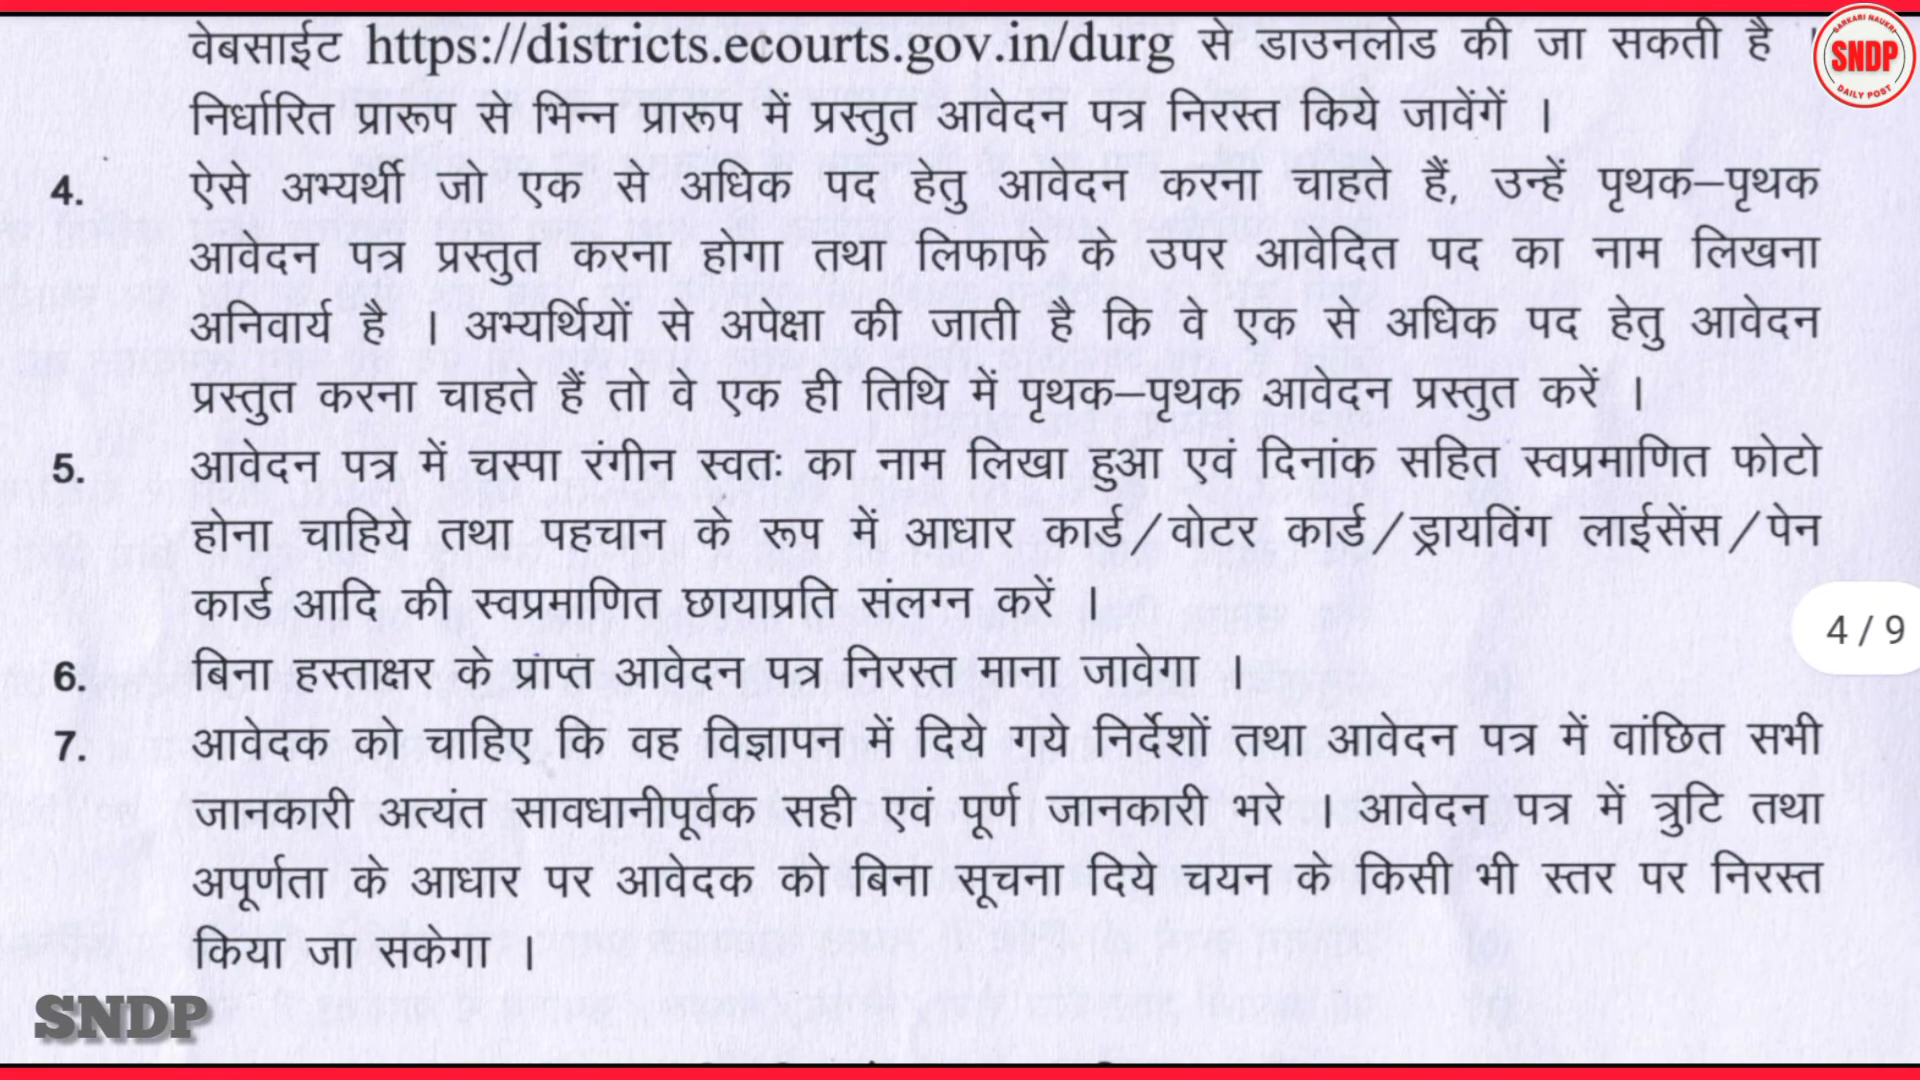 वेबसाईट https://districts.ecourts.gov.in/durg से डाउनलोड की जा सकती है ।
SARKARI NAUKRI
SNDP
DAILY POST
निर्धारित प्रारूप से भिन्न प्रारूप में प्रस्तुत आवेदन पत्र निरस्त किये जावेंगें ।
4. ऐसे अभ्यर्थी जो एक से अधिक पद हेतु आवेदन करना चाहते हैं, उन्हें पृथक–पृथक
आवेदन पत्र प्रस्तुत करना होगा तथा लिफाफे के उपर आवेदित पद का नाम लिखना
अनिवार्य है । अभ्यर्थियों से अपेक्षा की जाती है कि वे एक से अधिक पद हेतु आवेदन
प्रस्तुत करना चाहते हैं तो वे एक ही तिथि में पृथक–पृथक आवेदन प्रस्तुत करें ।
5. आवेदन पत्र में चस्पा रंगीन स्वतः का नाम लिखा हुआ एवं दिनांक सहित स्वप्रमाणित फोटो
होना चाहिये तथा पहचान के रूप में आधार कार्ड/वोटर कार्ड/ड्रायविंग लाईसेंस/पेन
कार्ड आदि की स्वप्रमाणित छायाप्रति संलग्न करें ।
4 / 9
6. बिना हस्ताक्षर के प्राप्त आवेदन पत्र निरस्त माना जावेगा ।
7. आवेदक को चाहिए कि वह विज्ञापन में दिये गये निर्देशों तथा आवेदन पत्र में वांछित सभी
जानकारी अत्यंत सावधानीपूर्वक सही एवं पूर्ण जानकारी भरे । आवेदन पत्र में त्रुटि तथा
अपूर्णता के आधार पर आवेदक को बिना सूचना दिये चयन के किसी भी स्तर पर निरस्त
किया जा सकेगा ।
SNDP